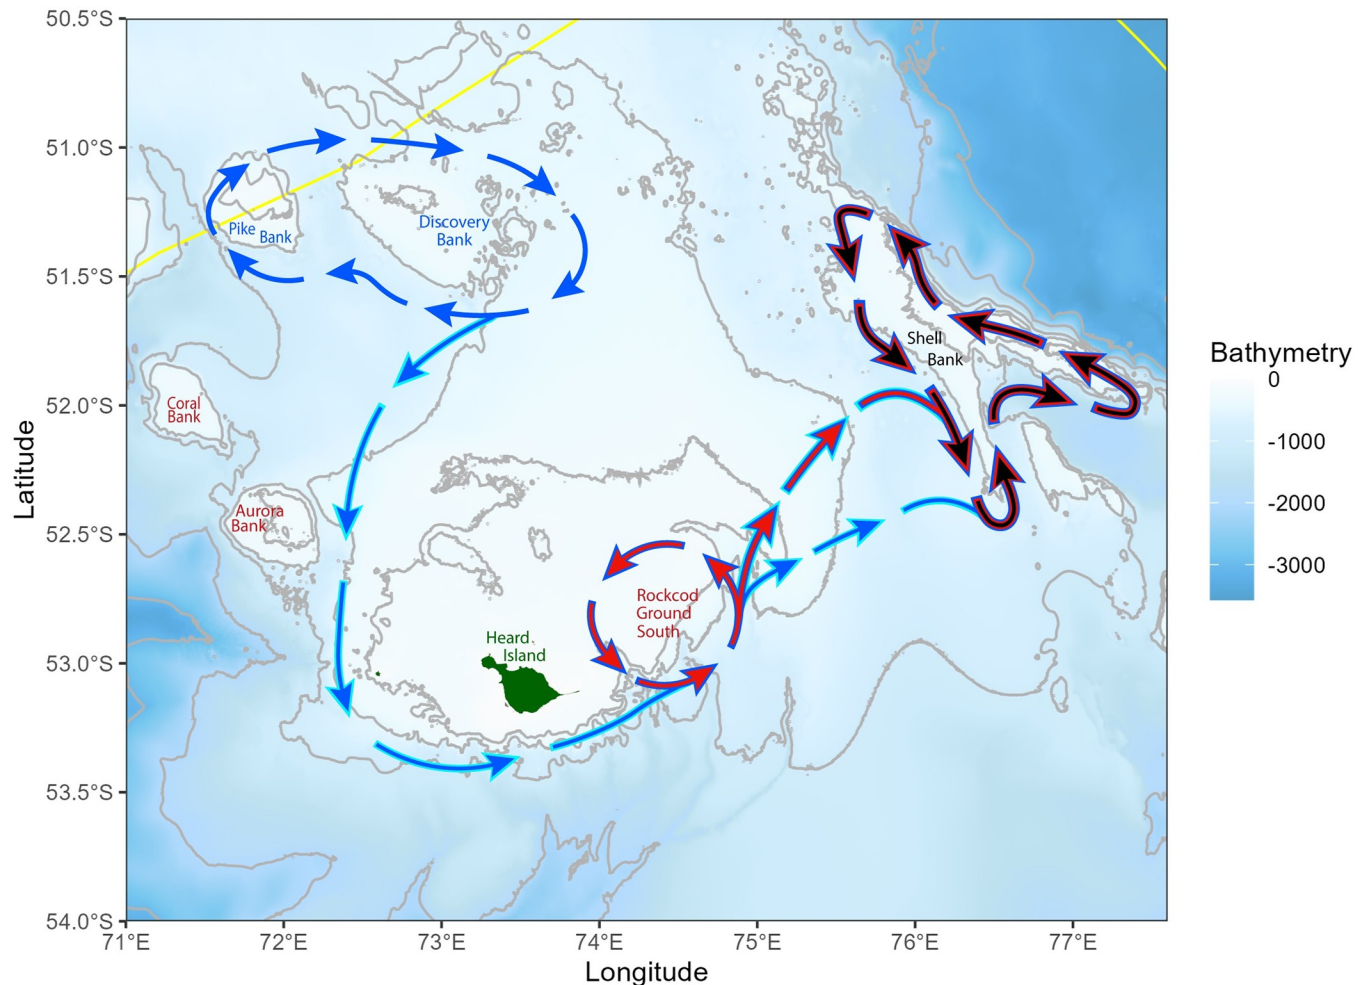 50.5°S
51.0°S
51.5°S
52.0°S
52.5°S
53.0°S
53.5°S
54.0°S
Latitude
71°E
72°E
73°E
74°E
75°E
76°E
77°E
Longitude
Pike
Bank
Discovery
Bank
Shell
Bank
Coral
Bank
Aurora
Bank
Rockcod
Ground
South
Heard
Island
Bathymetry
0
-1000
-2000
-3000